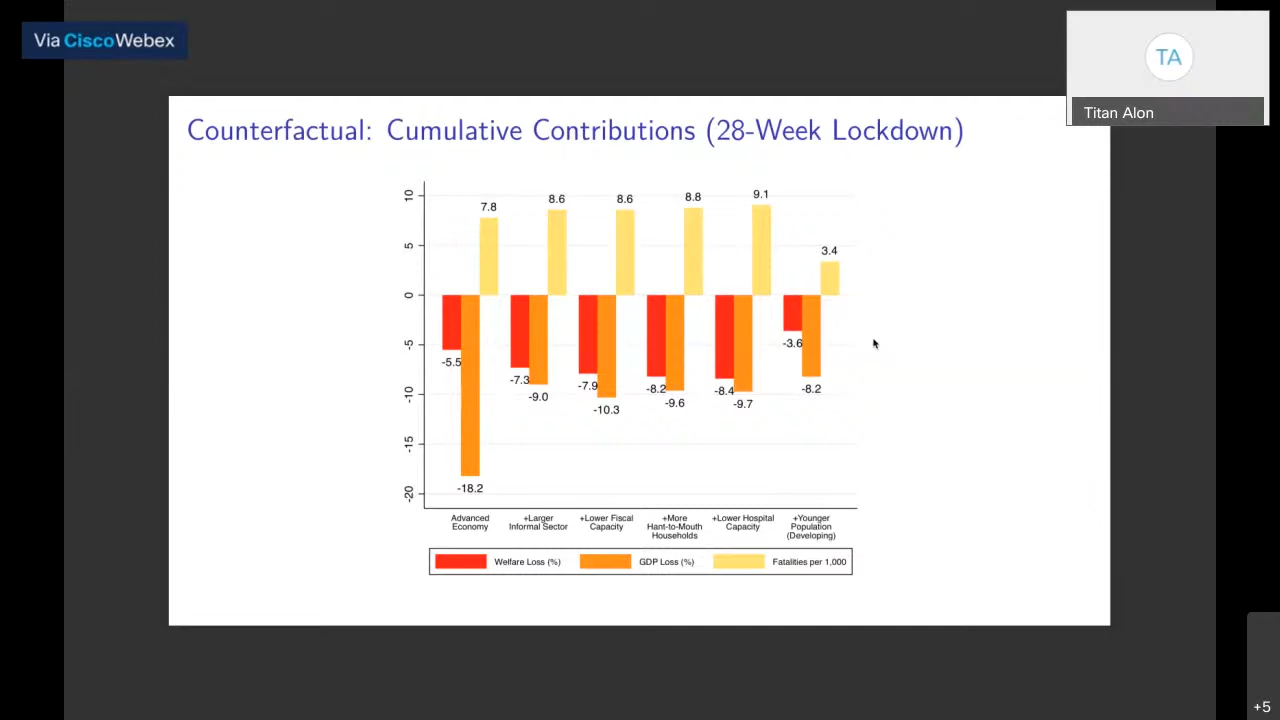 Via CiscoWebex
TA
Titan Alon
Counterfactual: Cumulative Contributions (28-Week Lockdown)
10
5
0
-5
-10
-15
-20
7.8
8.6
8.6
8.8
9.1
3.4
-5.5
-7.3
-7.9
-8.2
-8.4
-3.6
-18.2
-9.0
-10.3
-9.6
-9.7
-8.2
Advanced
Economy
+Larger
Informal Sector
+Lower Fiscal
Capacity
+More
Hant-to-Mouth
Households
+Lower Hospital
Capacity
+Younger
Population
(Developing)
Welfare Loss (%)
GDP Loss (%)
Fatalities per 1,000
+5